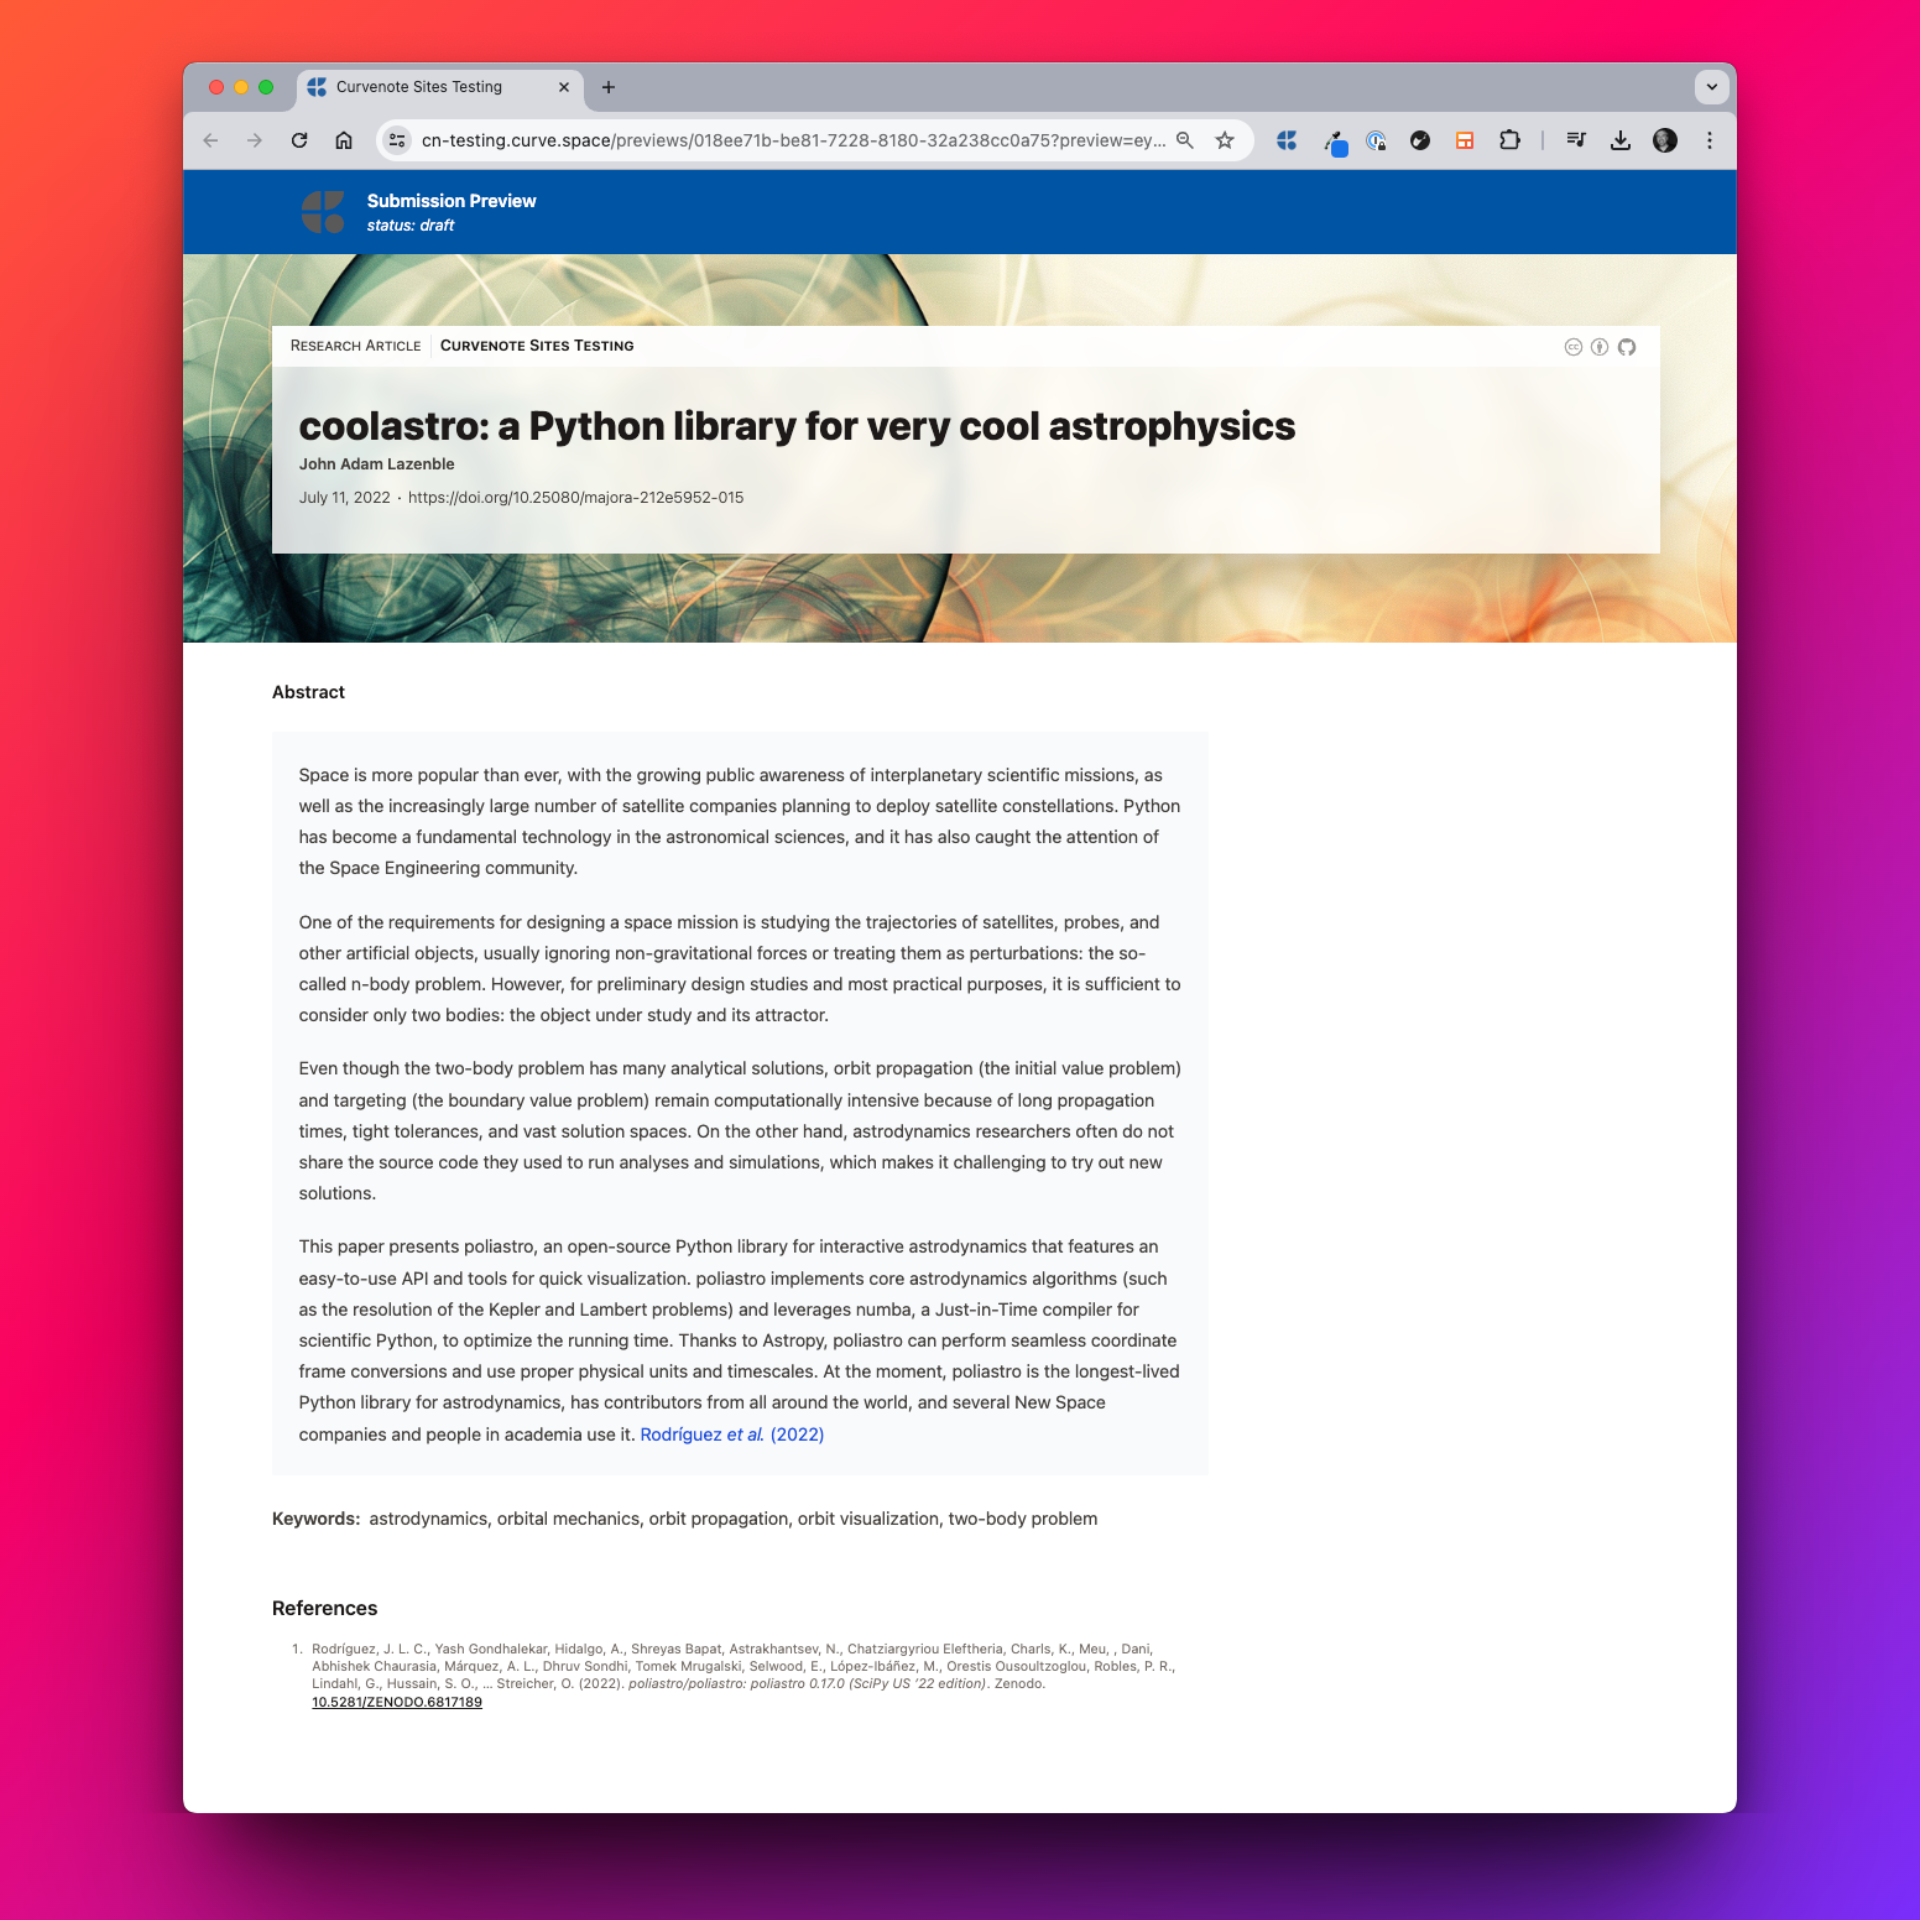 Curvenote Sites Testing
cn-testing.curve.space/previews/018ee71b-be81-7228-8180-32a238cc0a75?preview=ey...
Submission Preview
status: draft
RESEARCH ARTICLE CURVENOTE SITES TESTING
coolastro: a Python library for very cool astrophysics
John Adam Lazenble
July 11, 2022 · https://doi.org/10.25080/majora-212e5952-015
Abstract
Space is more popular than ever, with the growing public awareness of interplanetary scientific missions, as
well as the increasingly large number of satellite companies planning to deploy satellite constellations. Python
has become a fundamental technology in the astronomical sciences, and it has also caught the attention of
the Space Engineering community.
One of the requirements for designing a space mission is studying the trajectories of satellites, probes, and
other artificial objects, usually ignoring non-gravitational forces or treating them as perturbations: the so-
called n-body problem. However, for preliminary design studies and most practical purposes, it is sufficient to
consider only two bodies: the object under study and its attractor.
Even though the two-body problem has many analytical solutions, orbit propagation (the initial value problem)
and targeting (the boundary value problem) remain computationally intensive because of long propagation
times, tight tolerances, and vast solution spaces. On the other hand, astrodynamics researchers often do not
share the source code they used to run analyses and simulations, which makes it challenging to try out new
solutions.
This paper presents poliastro, an open-source Python library for interactive astrodynamics that features an
easy-to-use API and tools for quick visualization. poliastro implements core astrodynamics algorithms (such
as the resolution of the Kepler and Lambert problems) and leverages numba, a Just-in-Time compiler for
scientific Python, to optimize the running time. Thanks to Astropy, poliastro can perform seamless coordinate
frame conversions and use proper physical units and timescales. At the moment, poliastro is the longest-lived
Python library for astrodynamics, has contributors from all around the world, and several New Space
companies and people in academia use it. Rodríguez et al. (2022)
Keywords: astrodynamics, orbital mechanics, orbit propagation, orbit visualization, two-body problem
References
1. Rodríguez, J. L. C., Yash Gondhalekar, Hidalgo, A., Shreyas Bapat, Astrakhantsev, N., Chatziargyriou Eleftheria, Charls, K., Meu, , Dani,
Abhishek Chaurasia, Márquez, A. L., Dhruv Sondhi, Tomek Mrugalski, Selwood, E., López-Ibáñez, M., Orestis Ousoultzoglou, Robles, P. R.,
Lindahl, G., Hussain, S. O., … Streicher, O. (2022). poliastro/poliastro: poliastro 0.17.0 (SciPy US ’22 edition). Zenodo.
10.5281/ZENODO.6817189